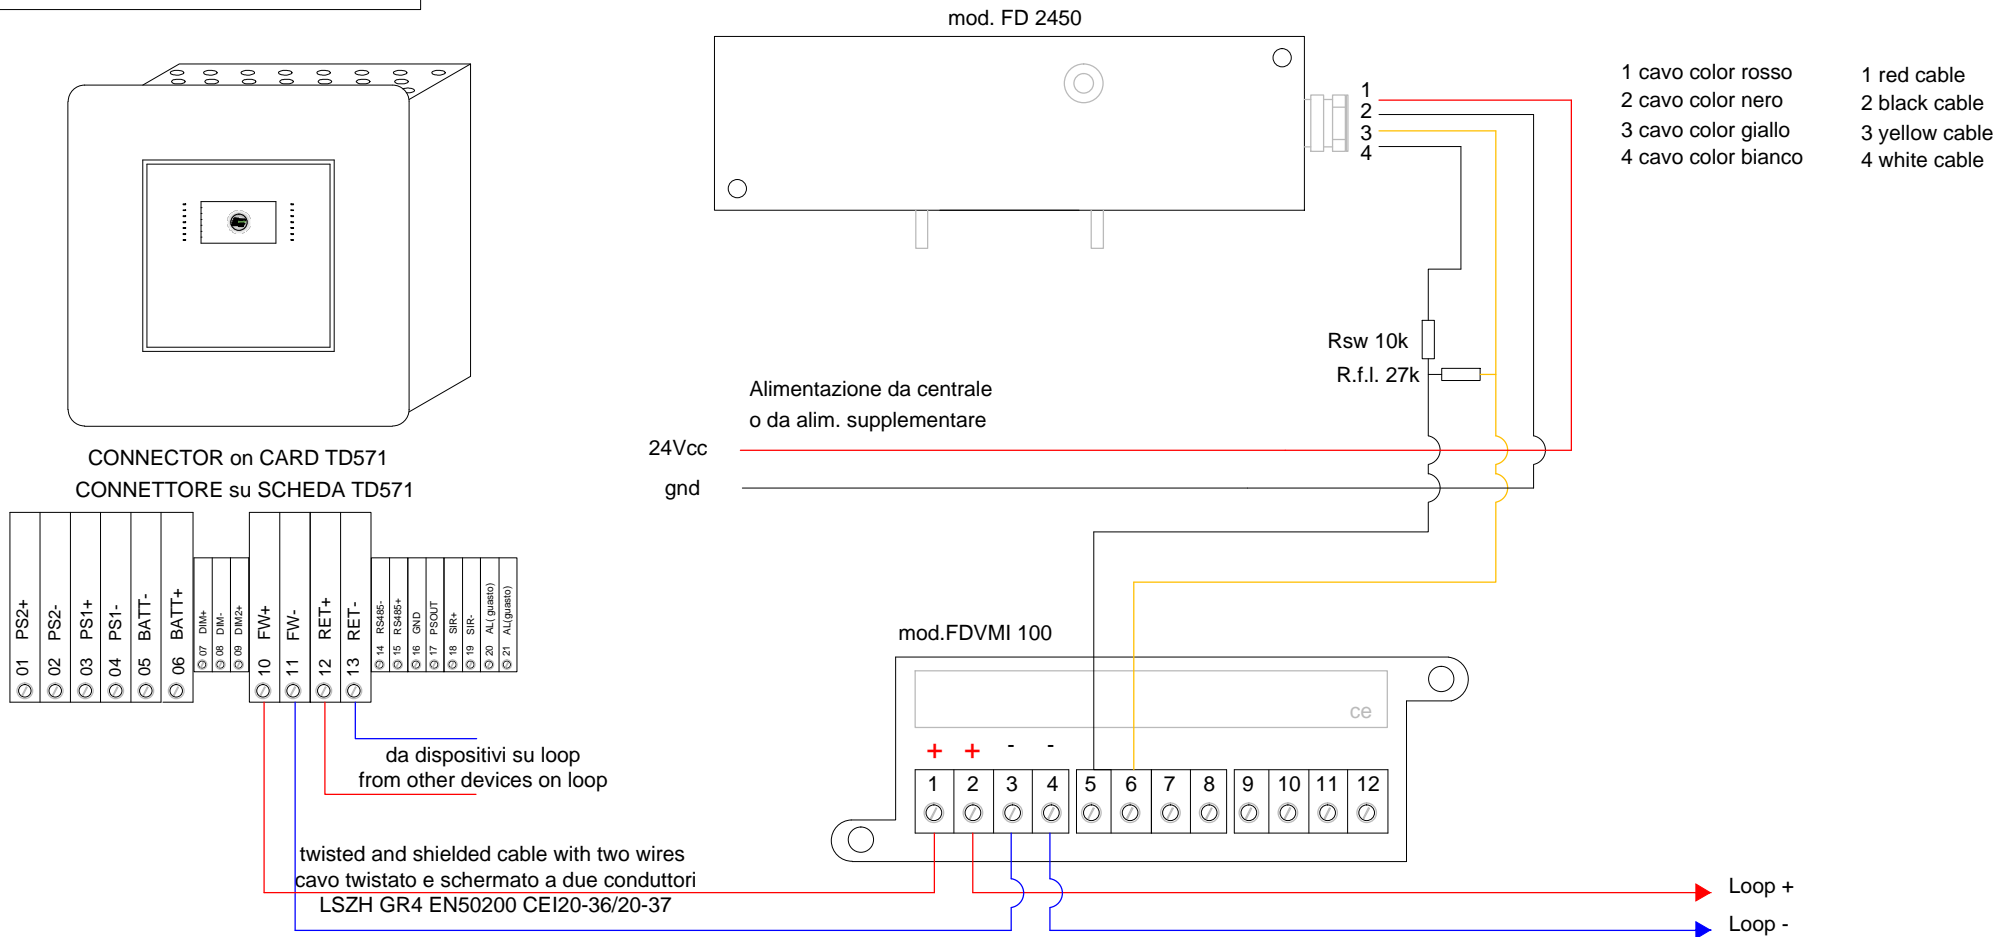 mod. FD 2450
1 cavo color rosso
2 cavo color nero
3 cavo color giallo
4 cavo color bianco
1 red cable
2 black cable
3 yellow cable
4 white cable
1
2
3
4
Rsw 10k
R.f.l. 27k
Alimentazione da centrale
o da alim. supplementare
24Vcc
gnd
CONNECTOR on CARD TD571
CONNETTORE su SCHEDA TD571
01 PS2+
02 PS2-
03 PS1+
04 PS1-
05 BATT-
06 BATT+
07 DIM+
08 DIM-
09 DIM2+
10 FW+
11 FW-
12 RET+
13 RET-
14 RS485-
15 RS485+
16 GND
17 PSOUT
18 SIR+
19 SIR-
20 AL(guasto)
21 AL(guasto)
da dispositivi su loop
from other devices on loop
twisted and shielded cable with two wires
cavo twistato e schermato a due conduttori
LSZH GR4 EN50200 CEI20-36/20-37
mod.FDVMI 100
ce
+ + - -
1 2 3 4 5 6 7 8 9 10 11 12
Loop +
Loop -